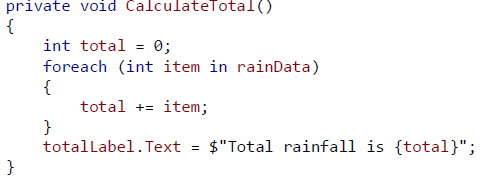 private void CalculateTotal()
{
    int total = 0;
    foreach (int item in rainData)
    {
        total += item;
    }
    totalLabel.Text = $"Total rainfall is {total}";
}